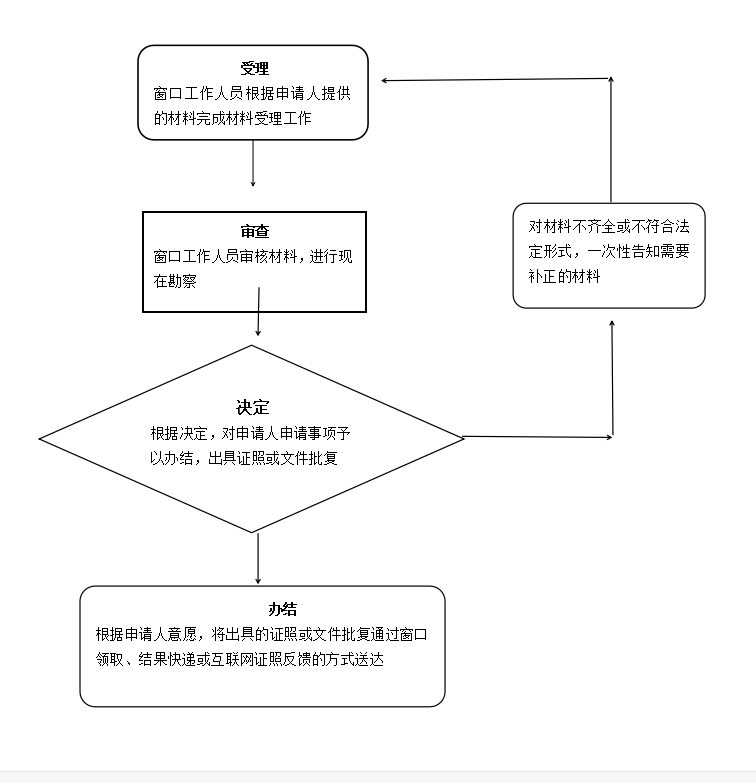 受理
窗口工作人员根据申请人提供
的材料完成材料受理工作
审查
窗口工作人员审核材料，进行现
在勘察
对材料不齐全或不符合法
定形式，一次性告知需要
补正的材料
决定
根据决定，对申请人申请事项予
以办结，出具证照或文件批复
办结
根据申请人意愿，将出具的证照或文件批复通过窗口
领取、结果快递或互联网证照反馈的方式送达